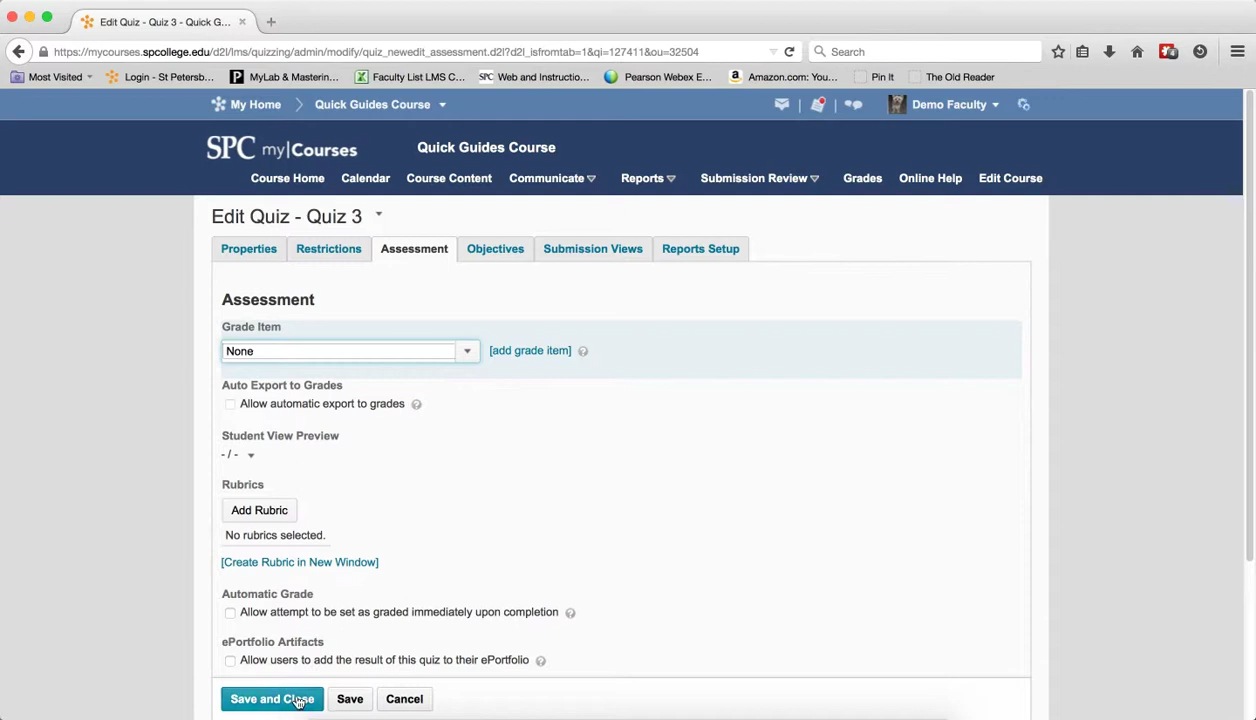 Edit Quiz - Quiz 3 - Quick G...
https://mycourses.spcollege.edu/d2l/lms/quizzing/admin/modify/quiz_newedit_assessment.d2l?d2l_isfromtab=1&qi=127411&ou=32504
Search
Most Visited
Login - St Petersb...
MyLab & Masterin...
Faculty List LMS C...
SPC Web and Instructio...
Pearson Webex E...
Amazon.com: You...
Pin It
The Old Reader
My Home
Quick Guides Course
Demo Faculty
SPC my|Courses
Quick Guides Course
Course Home Calendar Course Content Communicate Reports Submission Review Grades Online Help Edit Course
Edit Quiz - Quiz 3
Properties Restrictions Assessment Objectives Submission Views Reports Setup
Assessment
Grade Item
None [add grade item] ?
Auto Export to Grades
Allow automatic export to grades ?
Student View Preview
- / -
Rubrics
Add Rubric
No rubrics selected.
[Create Rubric in New Window]
Automatic Grade
Allow attempt to be set as graded immediately upon completion ?
ePortfolio Artifacts
Allow users to add the result of this quiz to their ePortfolio ?
Save and Close Save Cancel